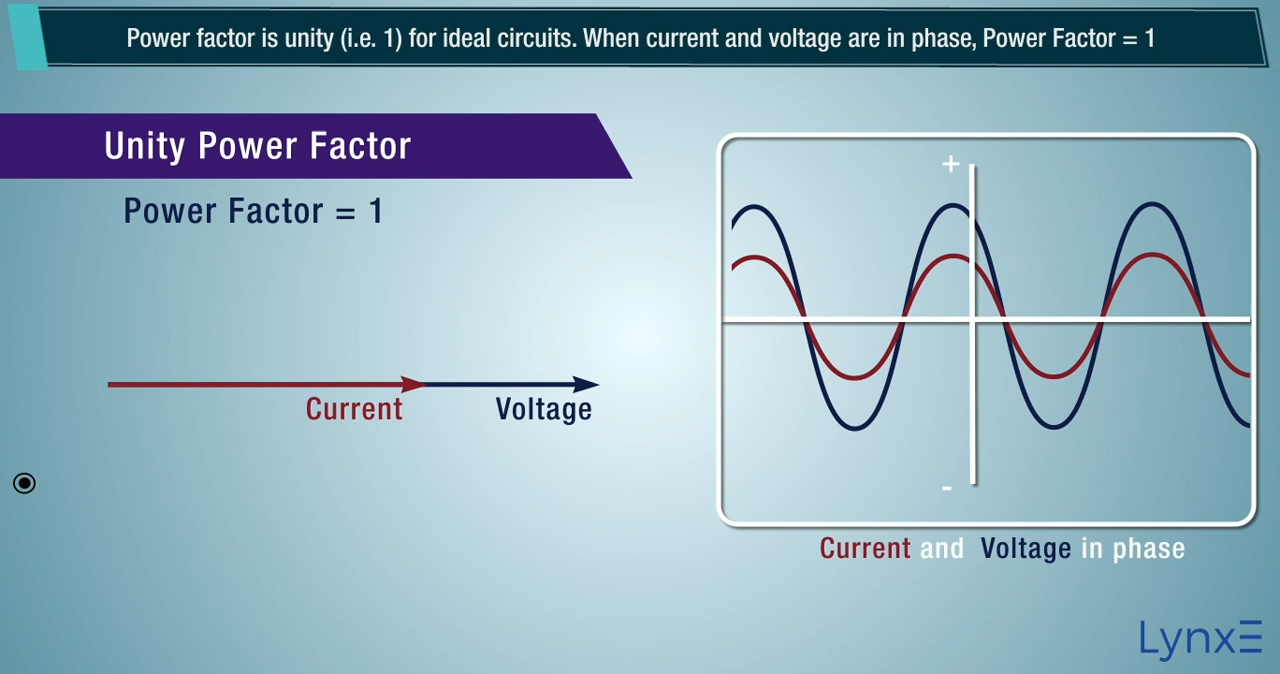 Power factor is unity (i.e. 1) for ideal circuits. When current and voltage are in phase, Power Factor = 1
Unity Power Factor
Power Factor = 1
+
Current
Voltage
-
Current and Voltage in phase
LynxE